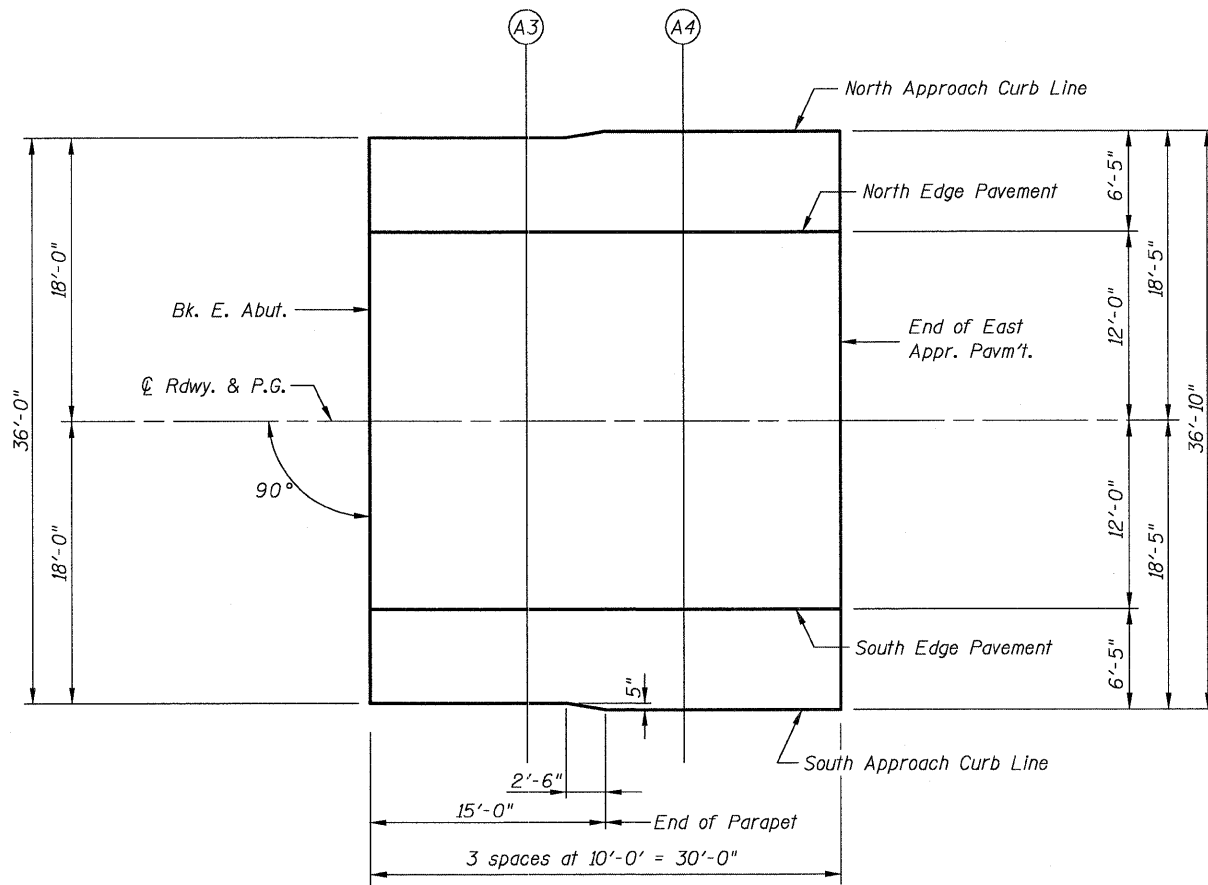 A3
A4
North Approach Curb Line
North Edge Pavement
6'-5"
18'-0"
18'-5"
12'-0"
Bk. E. Abut.
End of East
Appr. Pavm't.
℄ Rdwy. & P.G.
36'-0"
36'-10"
90°
18'-0"
12'-0"
18'-5"
South Edge Pavement
5"
6'-5"
South Approach Curb Line
2'-6"
15'-0"
End of Parapet
3 spaces at 10'-0' = 30'-0"